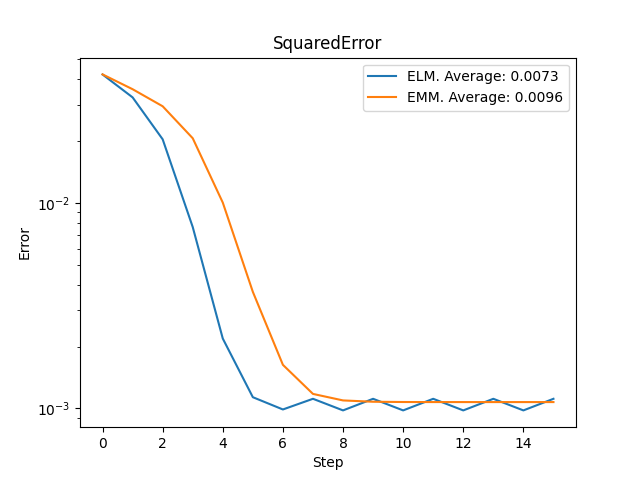 SquaredError
ELM. Average: 0.0073
EMM. Average: 0.0096
10⁻²
10⁻³
Error
0 2 4 6 8 10 12 14
Step